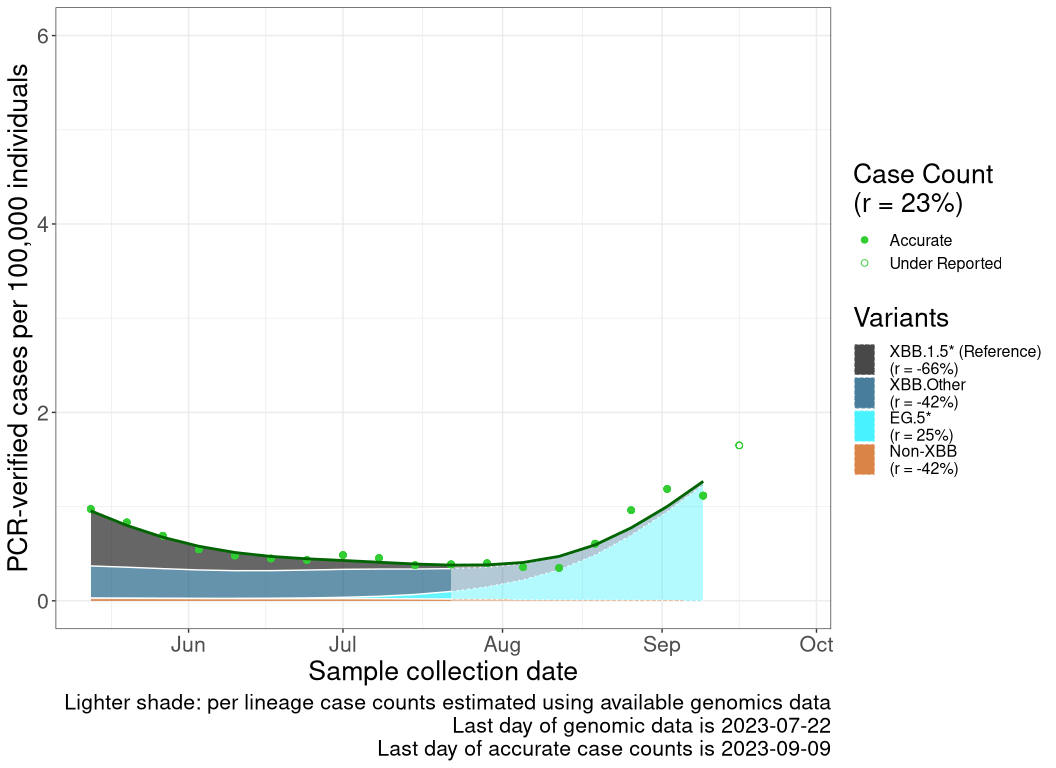 PCR-verified cases per 100,000 individuals
6
4
2
0
Jun Jul Aug Sep Oct
Sample collection date
Lighter shade: per lineage case counts estimated using available genomics data
Last day of genomic data is 2023-07-22
Last day of accurate case counts is 2023-09-09
Case Count
(r = 23%)
Accurate
Under Reported
Variants
XBB.1.5* (Reference)
(r = -66%)
XBB.Other
(r = -42%)
EG.5*
(r = 25%)
Non-XBB
(r = -42%)